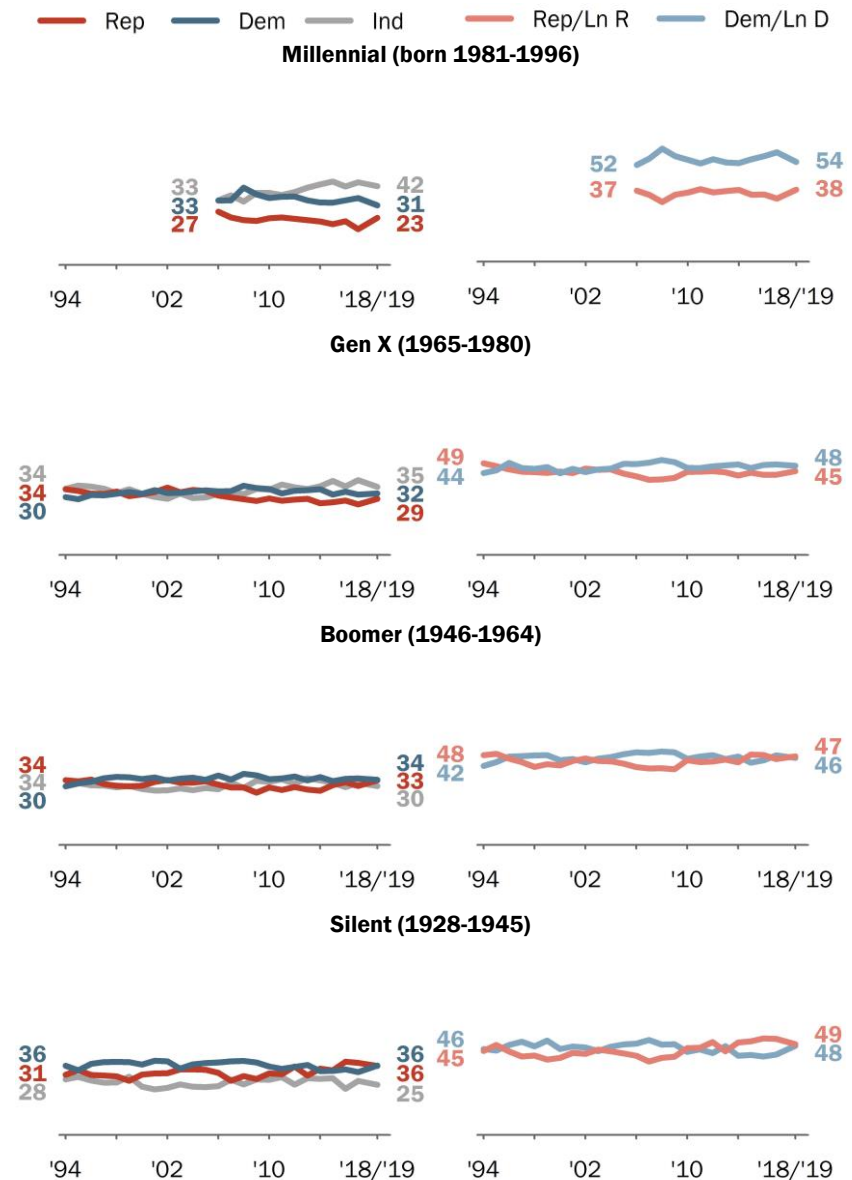 Rep Dem Ind Rep/Ln R Dem/Ln D
Millennial (born 1981-1996)
52 54
33 42
37 38
33 31
27 23
'94 '02 '10 '18/'19 '94 '02 '10 '18/'19
Gen X (1965-1980)
49 48
34 35
44 45
34 32
30 29
'94 '02 '10 '18/'19 '94 '02 '10 '18/'19
Boomer (1946-1964)
48 47
34 34
42 46
34 33
30 30
'94 '02 '10 '18/'19 '94 '02 '10 '18/'19
Silent (1928-1945)
46 49
36 36
45 48
31 36
28 25
'94 '02 '10 '18/'19 '94 '02 '10 '18/'19